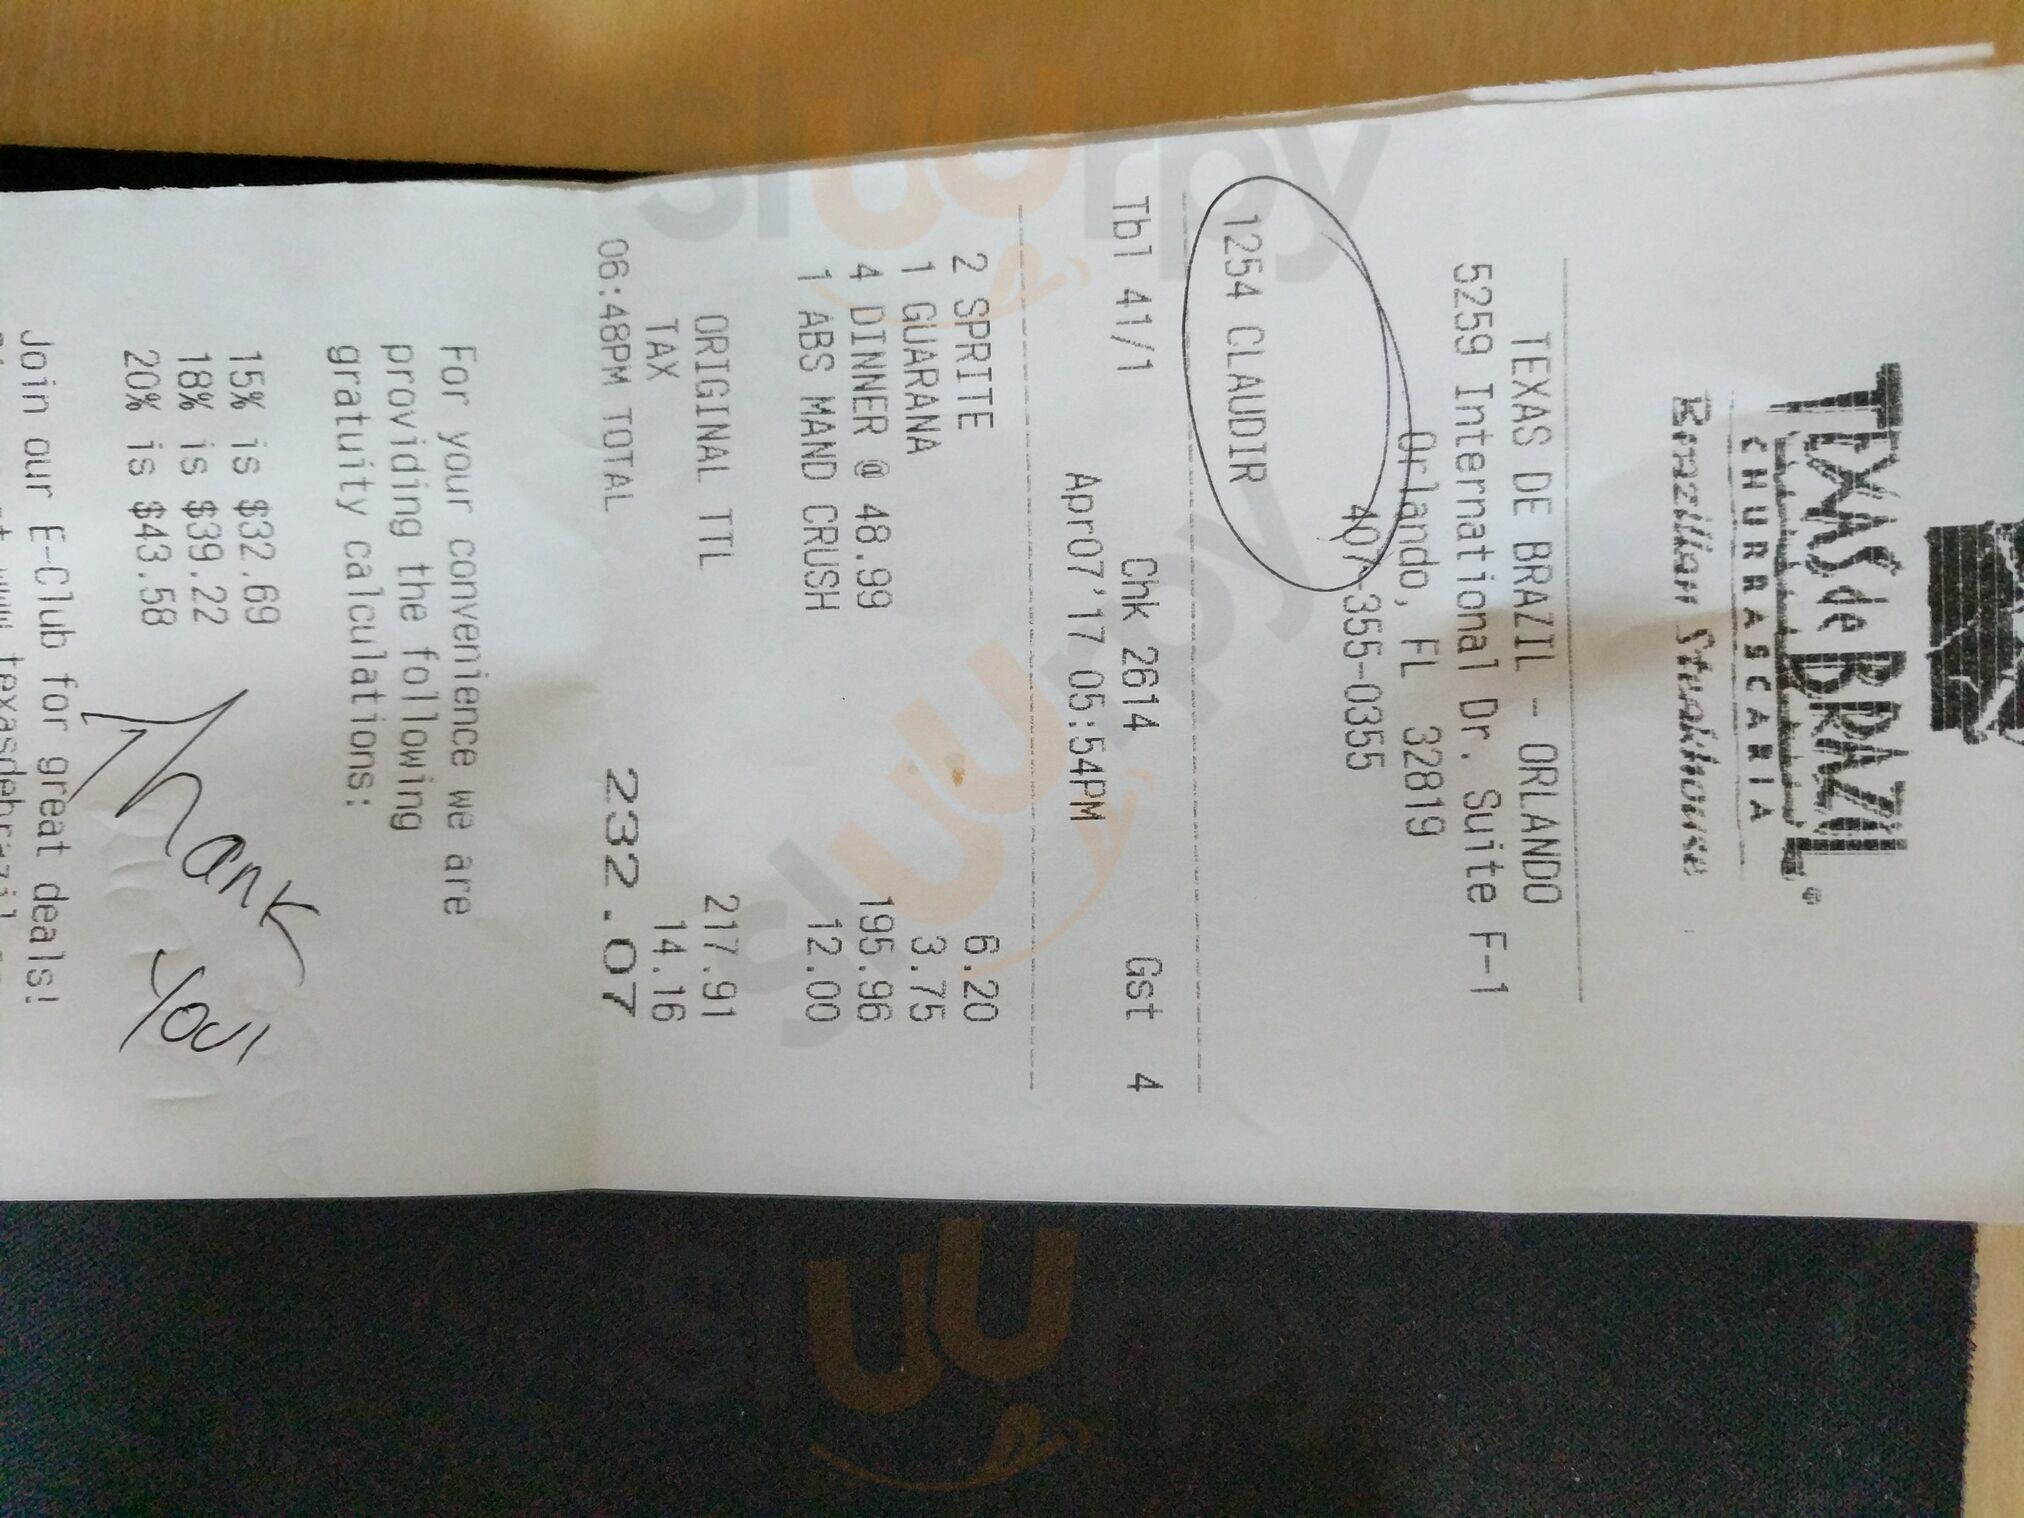 TEXAS de BRAZIL®
CHURRASCARIA
Brazilian Steakhouse
TEXAS DE BRAZIL - ORLANDO
5259 International Dr. Suite F-1
Orlando, FL 32819
407-355-0355
1254 CLAUDIR
Tbl 41/1 Chk 2614 Gst 4
Apr07'17 05:54PM
2 SPRITE 6.20
1 GUARANA 3.75
4 DINNER @ 48.99 195.96
1 ABS MAND CRUSH 12.00
ORIGINAL TTL 217.91
TAX 14.16
06:48PM TOTAL 232.07
For your convenience we are
providing the following
gratuity calculations:
15% is $32.69
18% is $39.22
20% is $43.58
Thank you
Join our E-Club for great deals!
sluurpy
sluurpy
sluurpy